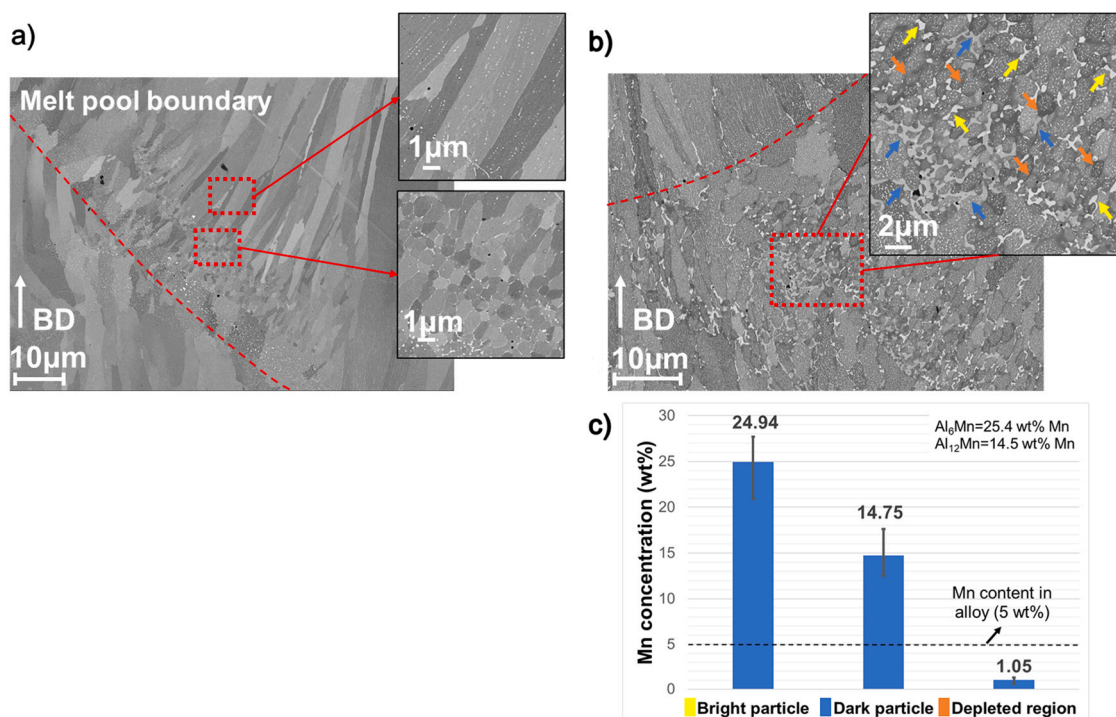 a)
Melt pool boundary
1μm
1μm
BD
10μm
b)
2μm
BD
10μm
c)
30
25
20
15
10
5
0
Mn concentration (wt%)
24.94
14.75
1.05
Al₆Mn=25.4 wt% Mn
Al₁₂Mn=14.5 wt% Mn
Mn content in
alloy (5 wt%)
Bright particle
Dark particle
Depleted region